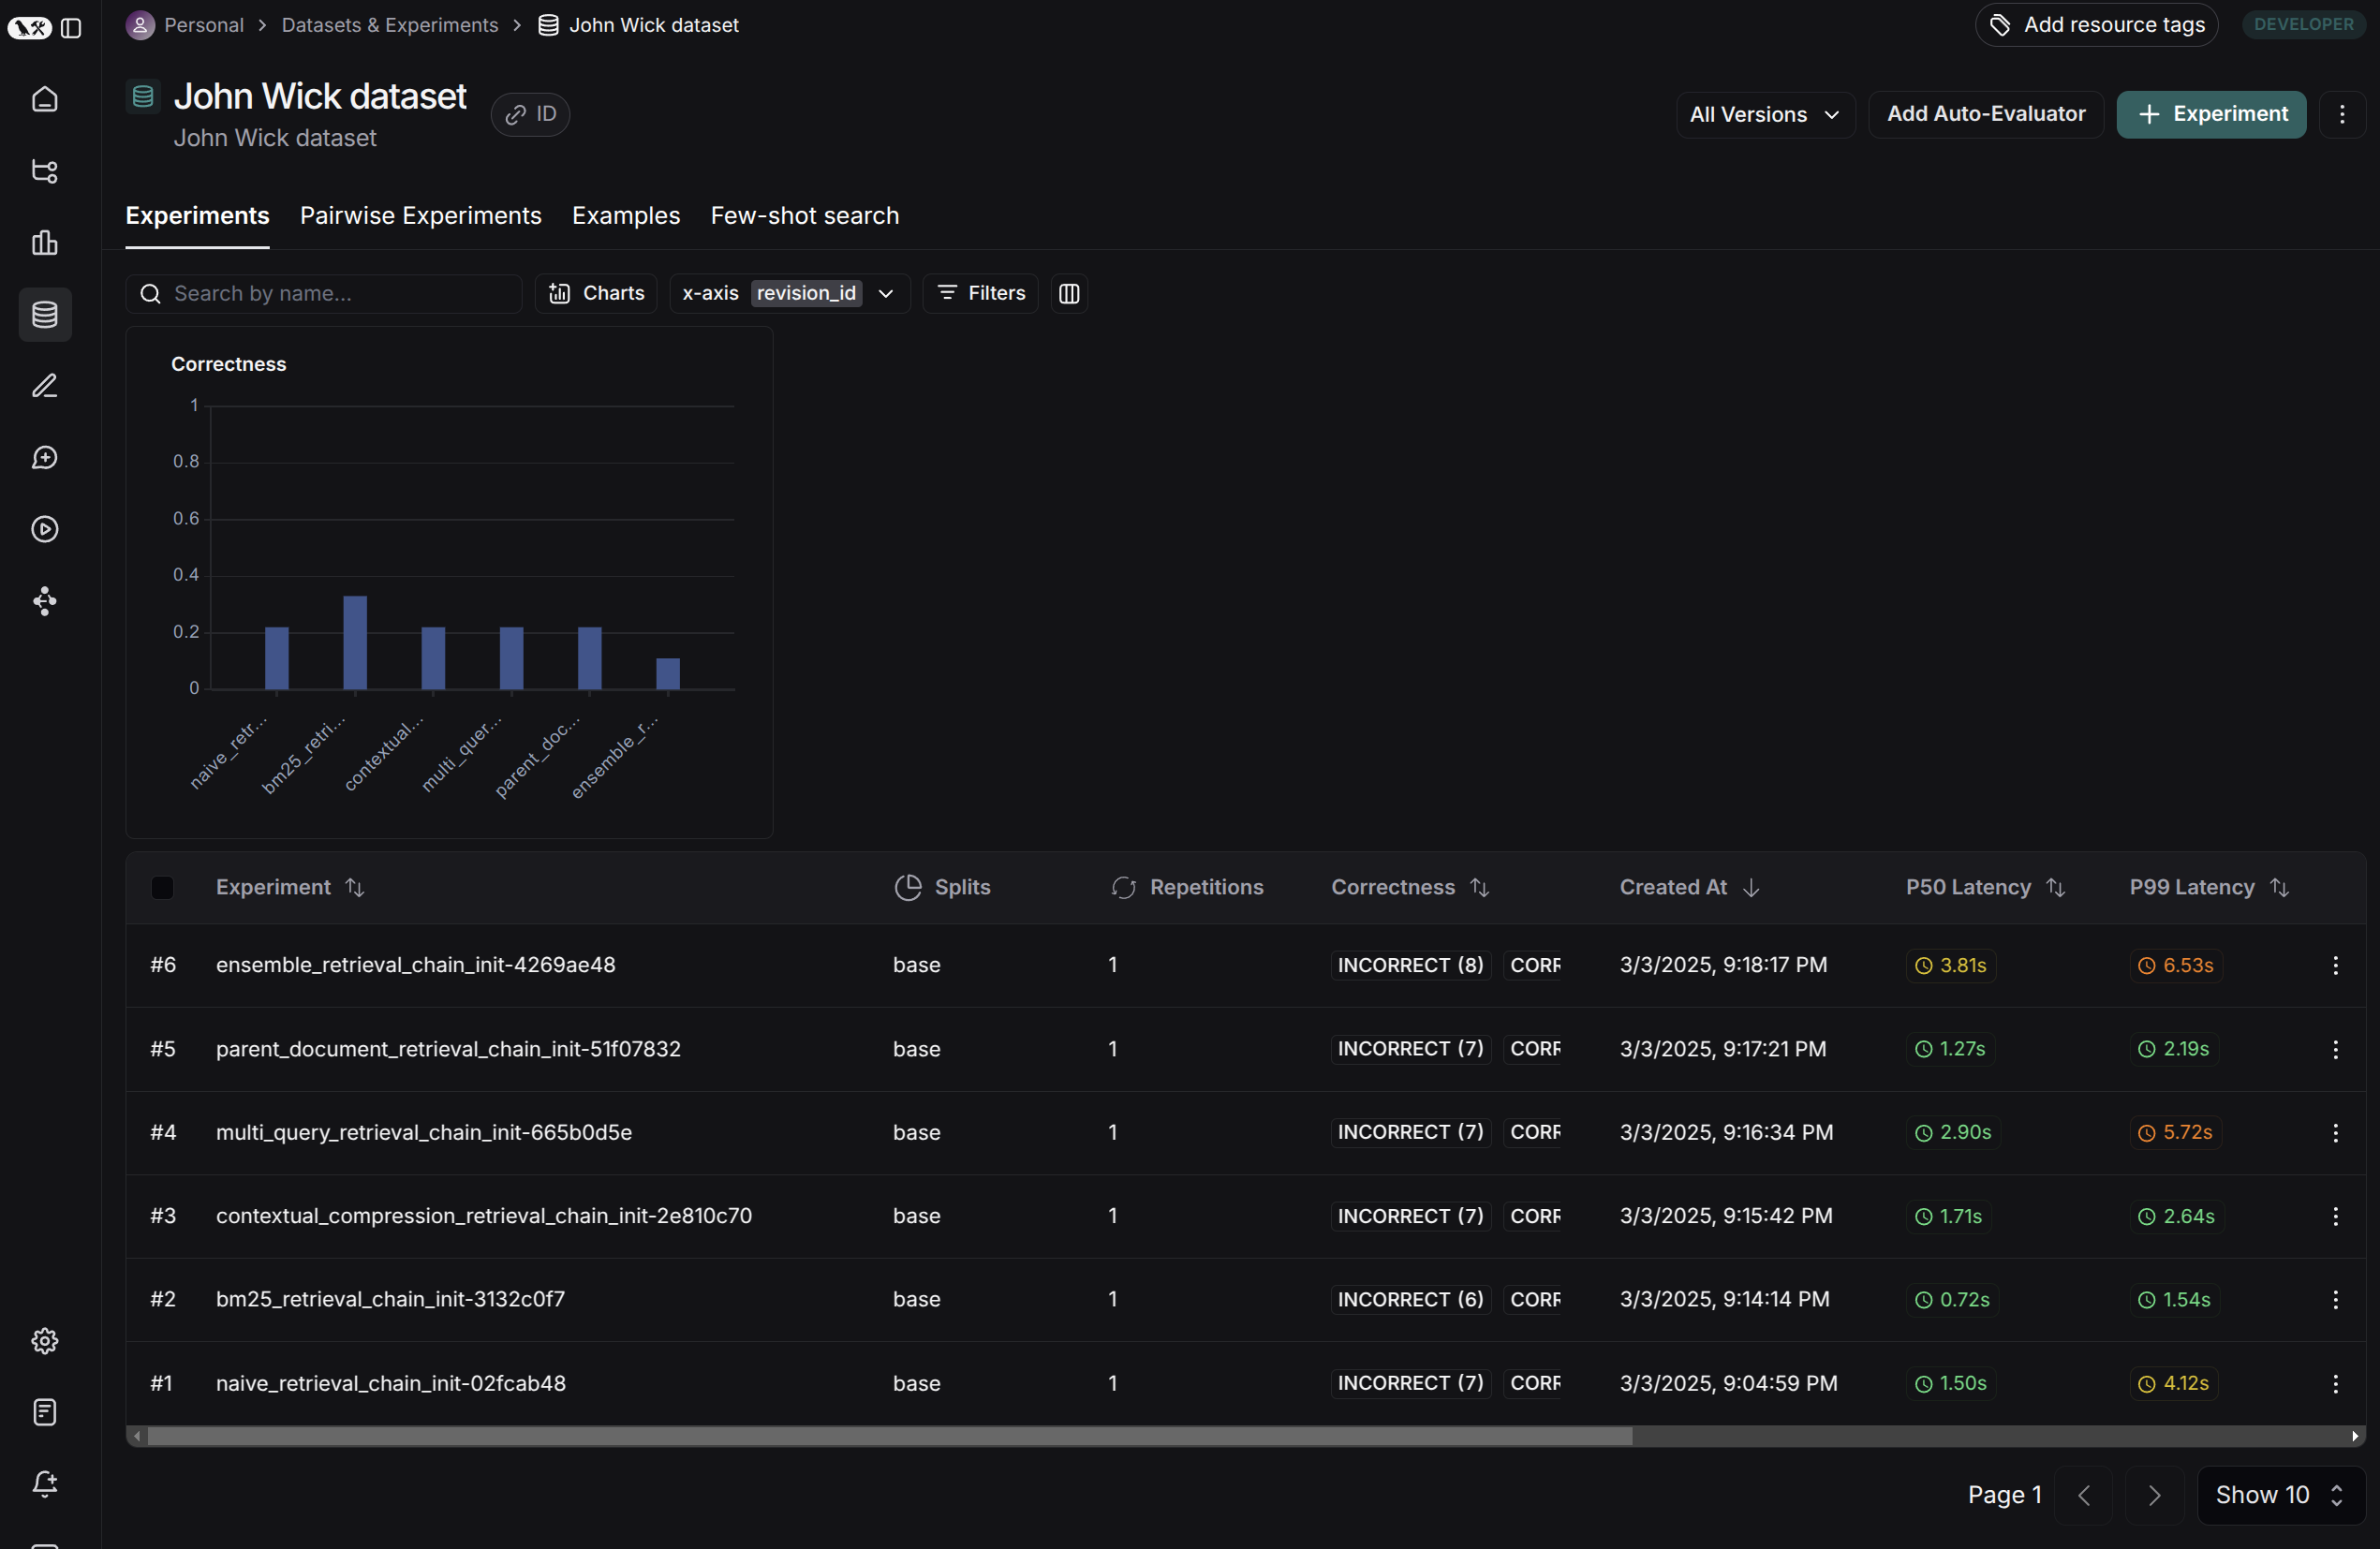 Personal > Datasets & Experiments > John Wick dataset
Add resource tags
DEVELOPER
John Wick dataset
ID
John Wick dataset
All Versions
Add Auto-Evaluator
+ Experiment
Experiments Pairwise Experiments Examples Few-shot search
Search by name...
Charts
x-axis revision_id
Filters
Correctness
1
0.8
0.6
0.4
0.2
0
naive_retr...
bm25_retri...
contextual...
multi_quer...
parent_doc...
ensemble_r...
Experiment Splits Repetitions Correctness Created At P50 Latency P99 Latency
#6 ensemble_retrieval_chain_init-4269ae48 base 1 INCORRECT (8) CORR 3/3/2025, 9:18:17 PM 3.81s 6.53s
#5 parent_document_retrieval_chain_init-51f07832 base 1 INCORRECT (7) CORR 3/3/2025, 9:17:21 PM 1.27s 2.19s
#4 multi_query_retrieval_chain_init-665b0d5e base 1 INCORRECT (7) CORR 3/3/2025, 9:16:34 PM 2.90s 5.72s
#3 contextual_compression_retrieval_chain_init-2e810c70 base 1 INCORRECT (7) CORR 3/3/2025, 9:15:42 PM 1.71s 2.64s
#2 bm25_retrieval_chain_init-3132c0f7 base 1 INCORRECT (6) CORR 3/3/2025, 9:14:14 PM 0.72s 1.54s
#1 naive_retrieval_chain_init-02fcab48 base 1 INCORRECT (7) CORR 3/3/2025, 9:04:59 PM 1.50s 4.12s
Page 1
Show 10